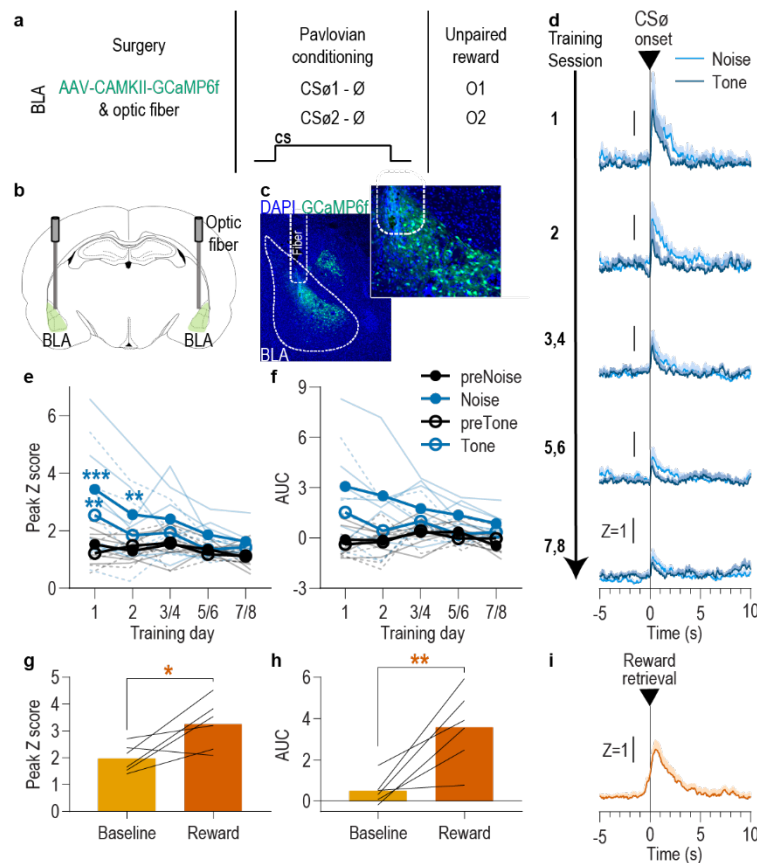 a
Surgery
Pavlovian
conditioning
Unpaired
reward
BLA
AAV-CAMKII-GCaMP6f
& optic fiber
CSø1 - Ø
CSø2 - Ø
O1
O2
CS
b
Optic
fiber
BLA
BLA
c
DAPI GCaMP6f
Fiber
BLA
d
Training
Session
CSø
onset
Noise
Tone
1
2
3,4
5,6
7,8
Z=1
-5 0 5 10
Time (s)
e
Peak Z score
6
4
2
0
***
**
**
1 2 3/4 5/6 7/8
Training day
f
AUC
9
6
3
0
-3
preNoise
Noise
preTone
Tone
1 2 3/4 5/6 7/8
Training day
g
Peak Z score
5
4
3
2
1
0
*
Baseline Reward
h
AUC
6
4
2
0
**
Baseline Reward
i
Reward
retrieval
Z=1
-5 0 5 10
Time (s)